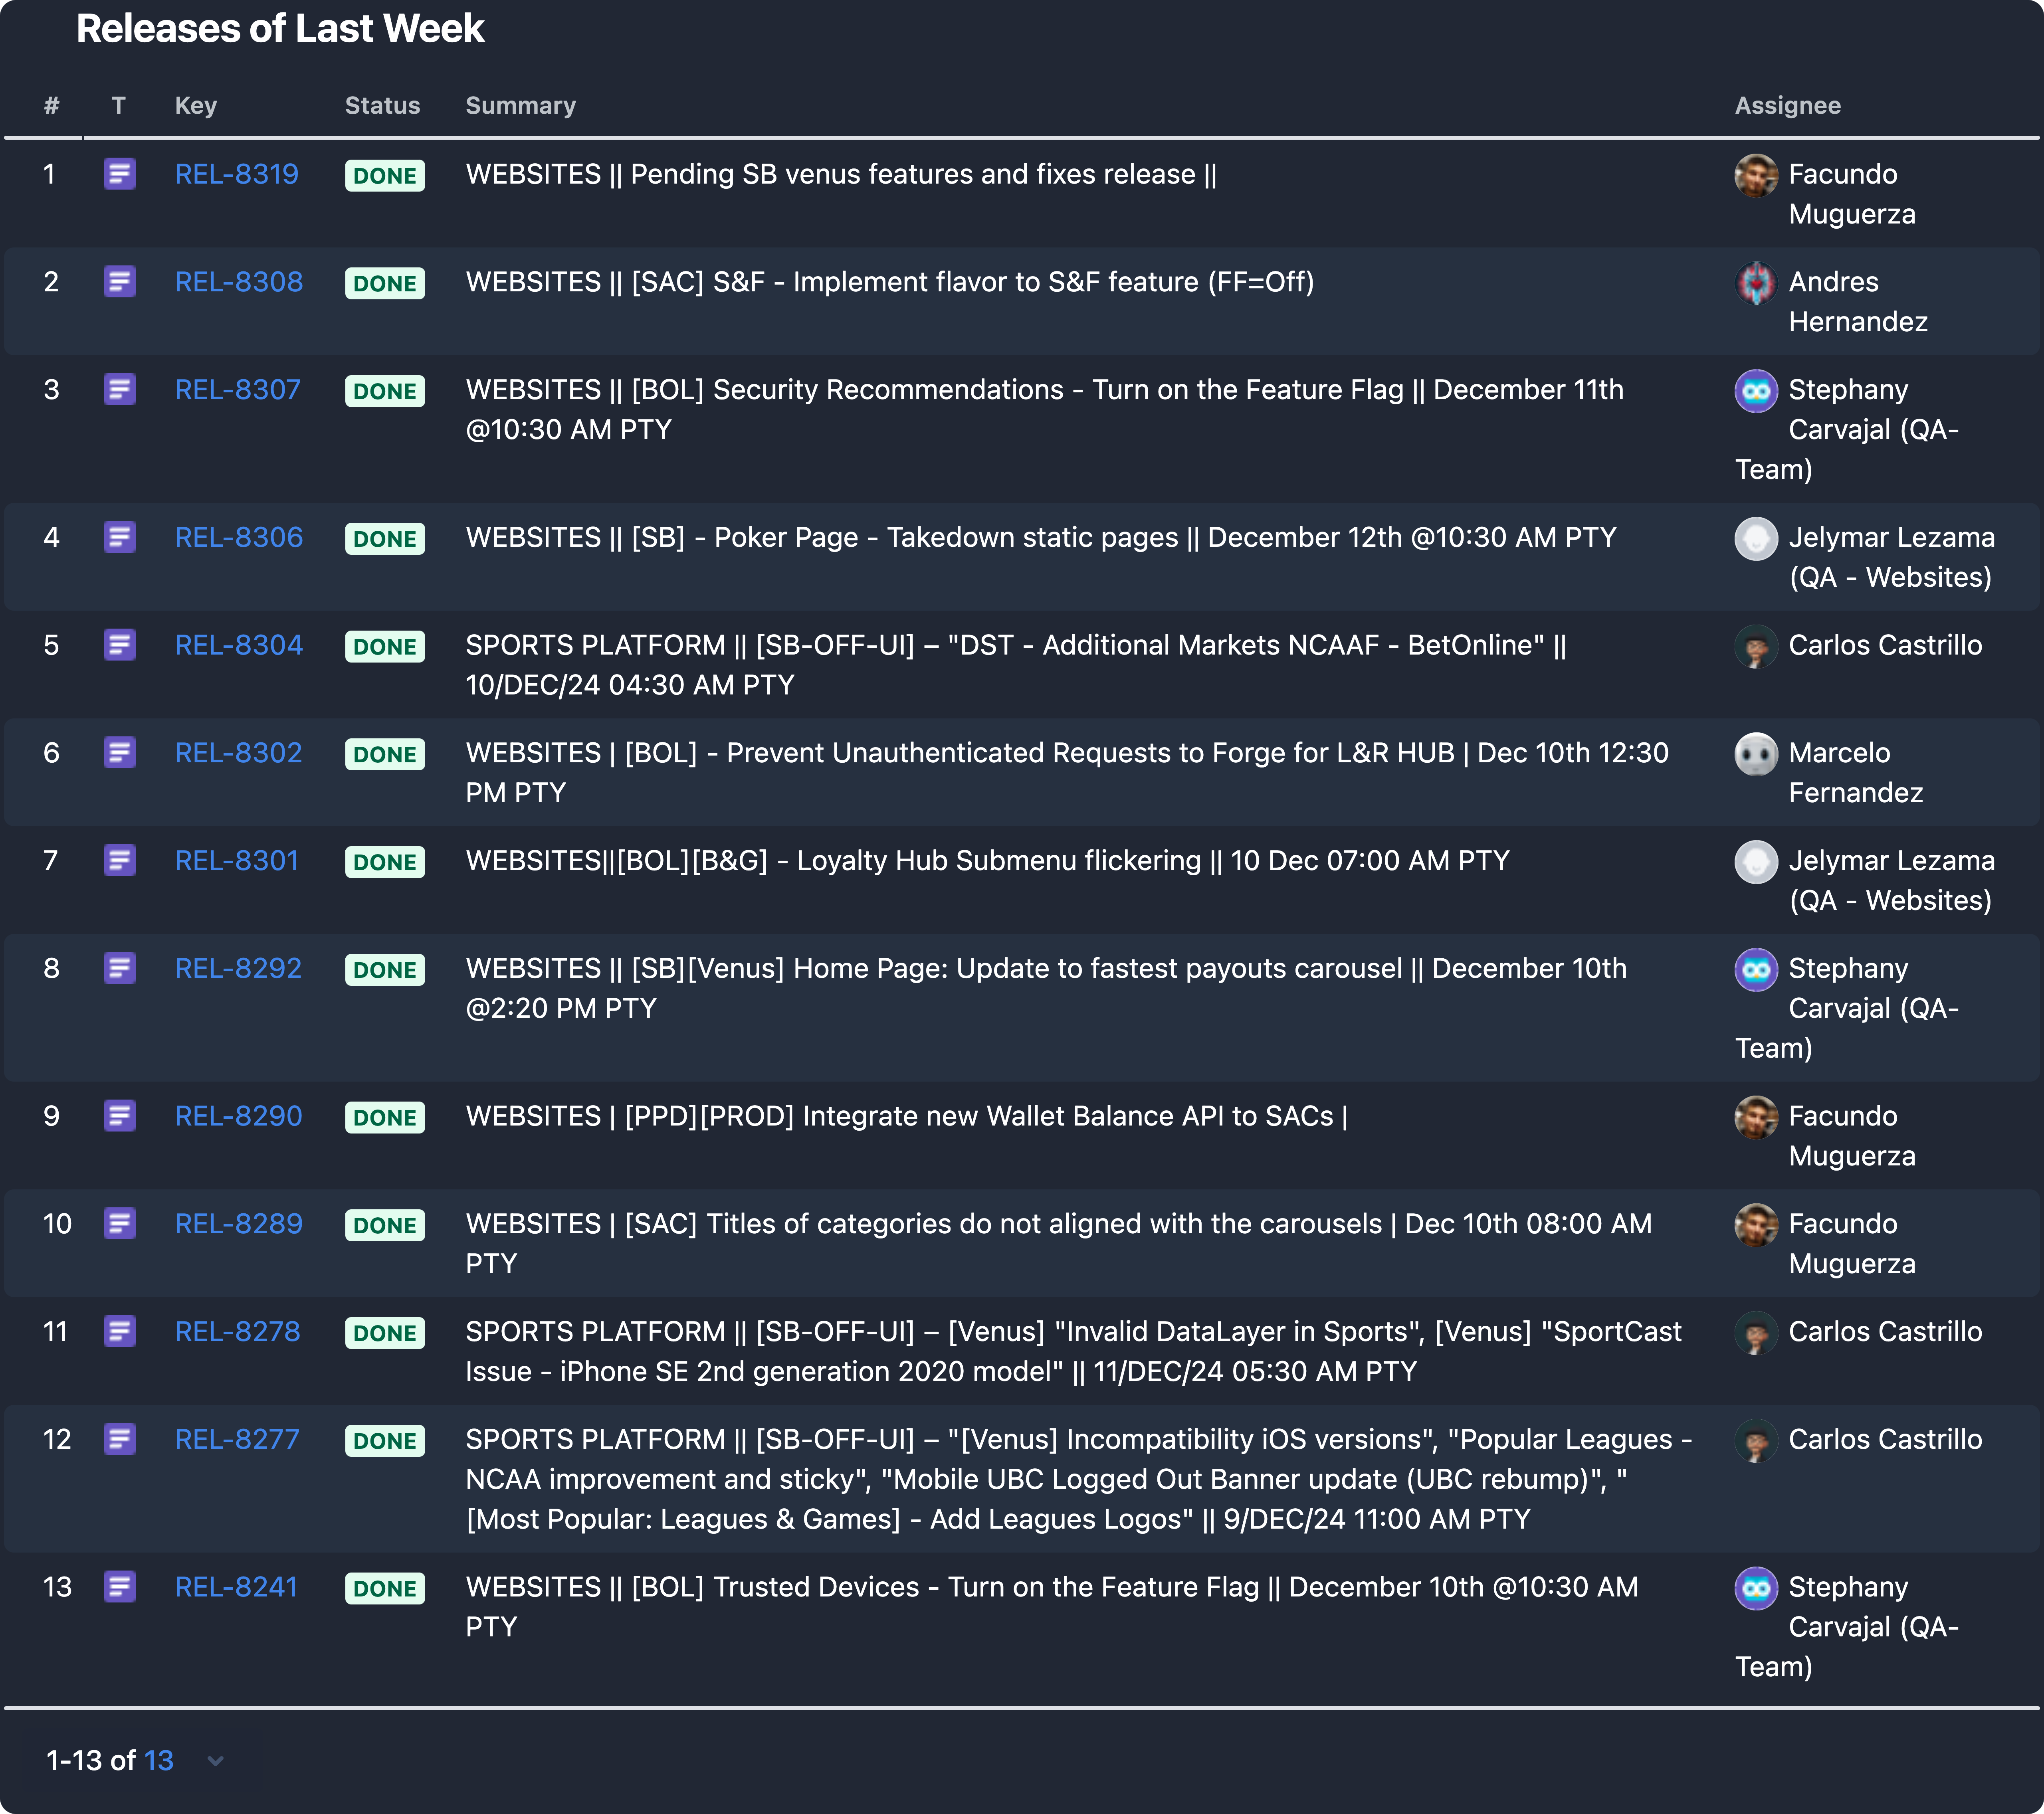 Releases of Last Week
# T Key Status Summary Assignee
1 REL-8319 DONE WEBSITES || Pending SB venus features and fixes release || Facundo
Muguerza
2 REL-8308 DONE WEBSITES || [SAC] S&F - Implement flavor to S&F feature (FF=Off) Andres
Hernandez
3 REL-8307 DONE WEBSITES || [BOL] Security Recommendations - Turn on the Feature Flag || December 11th Stephany
@10:30 AM PTY Carvajal (QA-
Team)
4 REL-8306 DONE WEBSITES || [SB] - Poker Page - Takedown static pages || December 12th @10:30 AM PTY Jelymar Lezama
(QA - Websites)
5 REL-8304 DONE SPORTS PLATFORM || [SB-OFF-UI] – "DST - Additional Markets NCAAF - BetOnline" || Carlos Castrillo
10/DEC/24 04:30 AM PTY
6 REL-8302 DONE WEBSITES | [BOL] - Prevent Unauthenticated Requests to Forge for L&R HUB | Dec 10th 12:30 Marcelo
PM PTY Fernandez
7 REL-8301 DONE WEBSITES||[BOL][B&G] - Loyalty Hub Submenu flickering || 10 Dec 07:00 AM PTY Jelymar Lezama
(QA - Websites)
8 REL-8292 DONE WEBSITES || [SB][Venus] Home Page: Update to fastest payouts carousel || December 10th Stephany
@2:20 PM PTY Carvajal (QA-
Team)
9 REL-8290 DONE WEBSITES | [PPD][PROD] Integrate new Wallet Balance API to SACs | Facundo
Muguerza
10 REL-8289 DONE WEBSITES | [SAC] Titles of categories do not aligned with the carousels | Dec 10th 08:00 AM Facundo
PTY Muguerza
11 REL-8278 DONE SPORTS PLATFORM || [SB-OFF-UI] – [Venus] "Invalid DataLayer in Sports", [Venus] "SportCast Carlos Castrillo
Issue - iPhone SE 2nd generation 2020 model" || 11/DEC/24 05:30 AM PTY
12 REL-8277 DONE SPORTS PLATFORM || [SB-OFF-UI] – "[Venus] Incompatibility iOS versions", "Popular Leagues - Carlos Castrillo
NCAA improvement and sticky", "Mobile UBC Logged Out Banner update (UBC rebump)", "
[Most Popular: Leagues & Games] - Add Leagues Logos" || 9/DEC/24 11:00 AM PTY
13 REL-8241 DONE WEBSITES || [BOL] Trusted Devices - Turn on the Feature Flag || December 10th @10:30 AM Stephany
PTY Carvajal (QA-
Team)
1-13 of 13